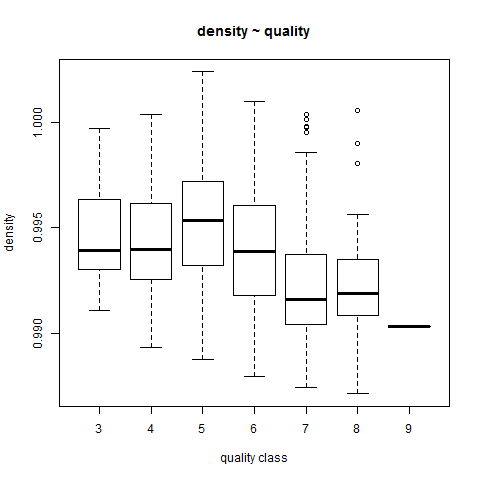 density ~ quality
density
1.000
0.995
0.990
3 4 5 6 7 8 9
quality class